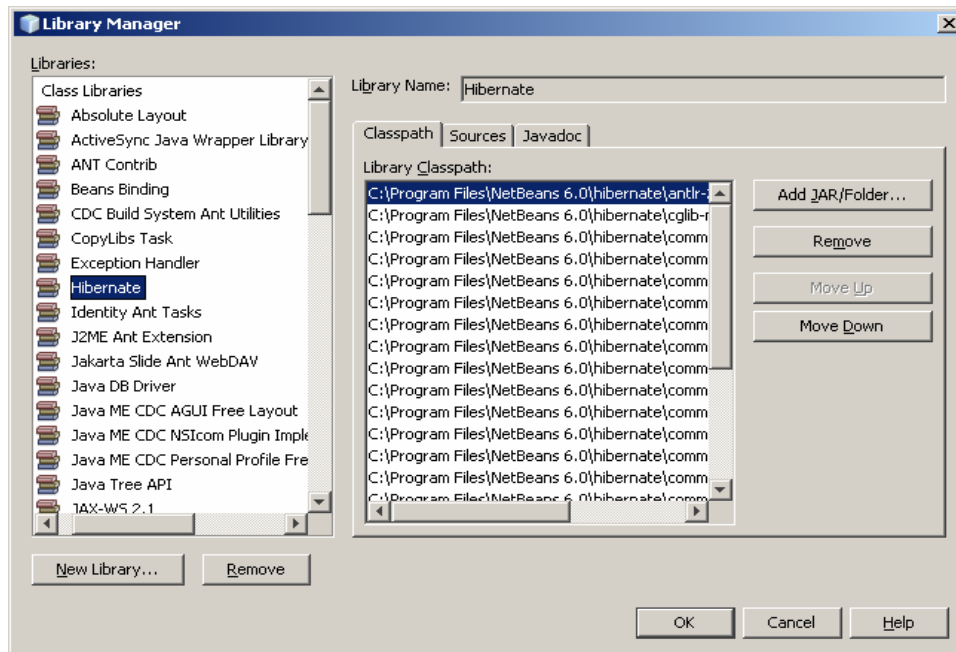 Library Manager
Libraries:
Class Libraries
Absolute Layout
ActiveSync Java Wrapper Library
ANT Contrib
Beans Binding
CDC Build System Ant Utilities
CopyLibs Task
Exception Handler
Hibernate
Identity Ant Tasks
J2ME Ant Extension
Jakarta Slide Ant WebDAV
Java DB Driver
Java ME CDC AGUI Free Layout
Java ME CDC NSIcom Plugin Imple
Java ME CDC Personal Profile Fre
Java Tree API
JAX-WS 2.1
New Library...
Remove
Library Name: Hibernate
Classpath Sources Javadoc
Library Classpath:
C:\Program Files\NetBeans 6.0\hibernate\antlr-
C:\Program Files\NetBeans 6.0\hibernate\cglib-
C:\Program Files\NetBeans 6.0\hibernate\comm
C:\Program Files\NetBeans 6.0\hibernate\comm
C:\Program Files\NetBeans 6.0\hibernate\comm
C:\Program Files\NetBeans 6.0\hibernate\comm
C:\Program Files\NetBeans 6.0\hibernate\comm
C:\Program Files\NetBeans 6.0\hibernate\comm
C:\Program Files\NetBeans 6.0\hibernate\comm
C:\Program Files\NetBeans 6.0\hibernate\comm
C:\Program Files\NetBeans 6.0\hibernate\comm
C:\Program Files\NetBeans 6.0\hibernate\comm
C:\Program Files\NetBeans 6.0\hibernate\comm
C:\Program Files\NetBeans 6.0\hibernate\comm
C:\Program Files\NetBeans 6.0\hibernate\comm
Add JAR/Folder...
Remove
Move Up
Move Down
OK
Cancel
Help